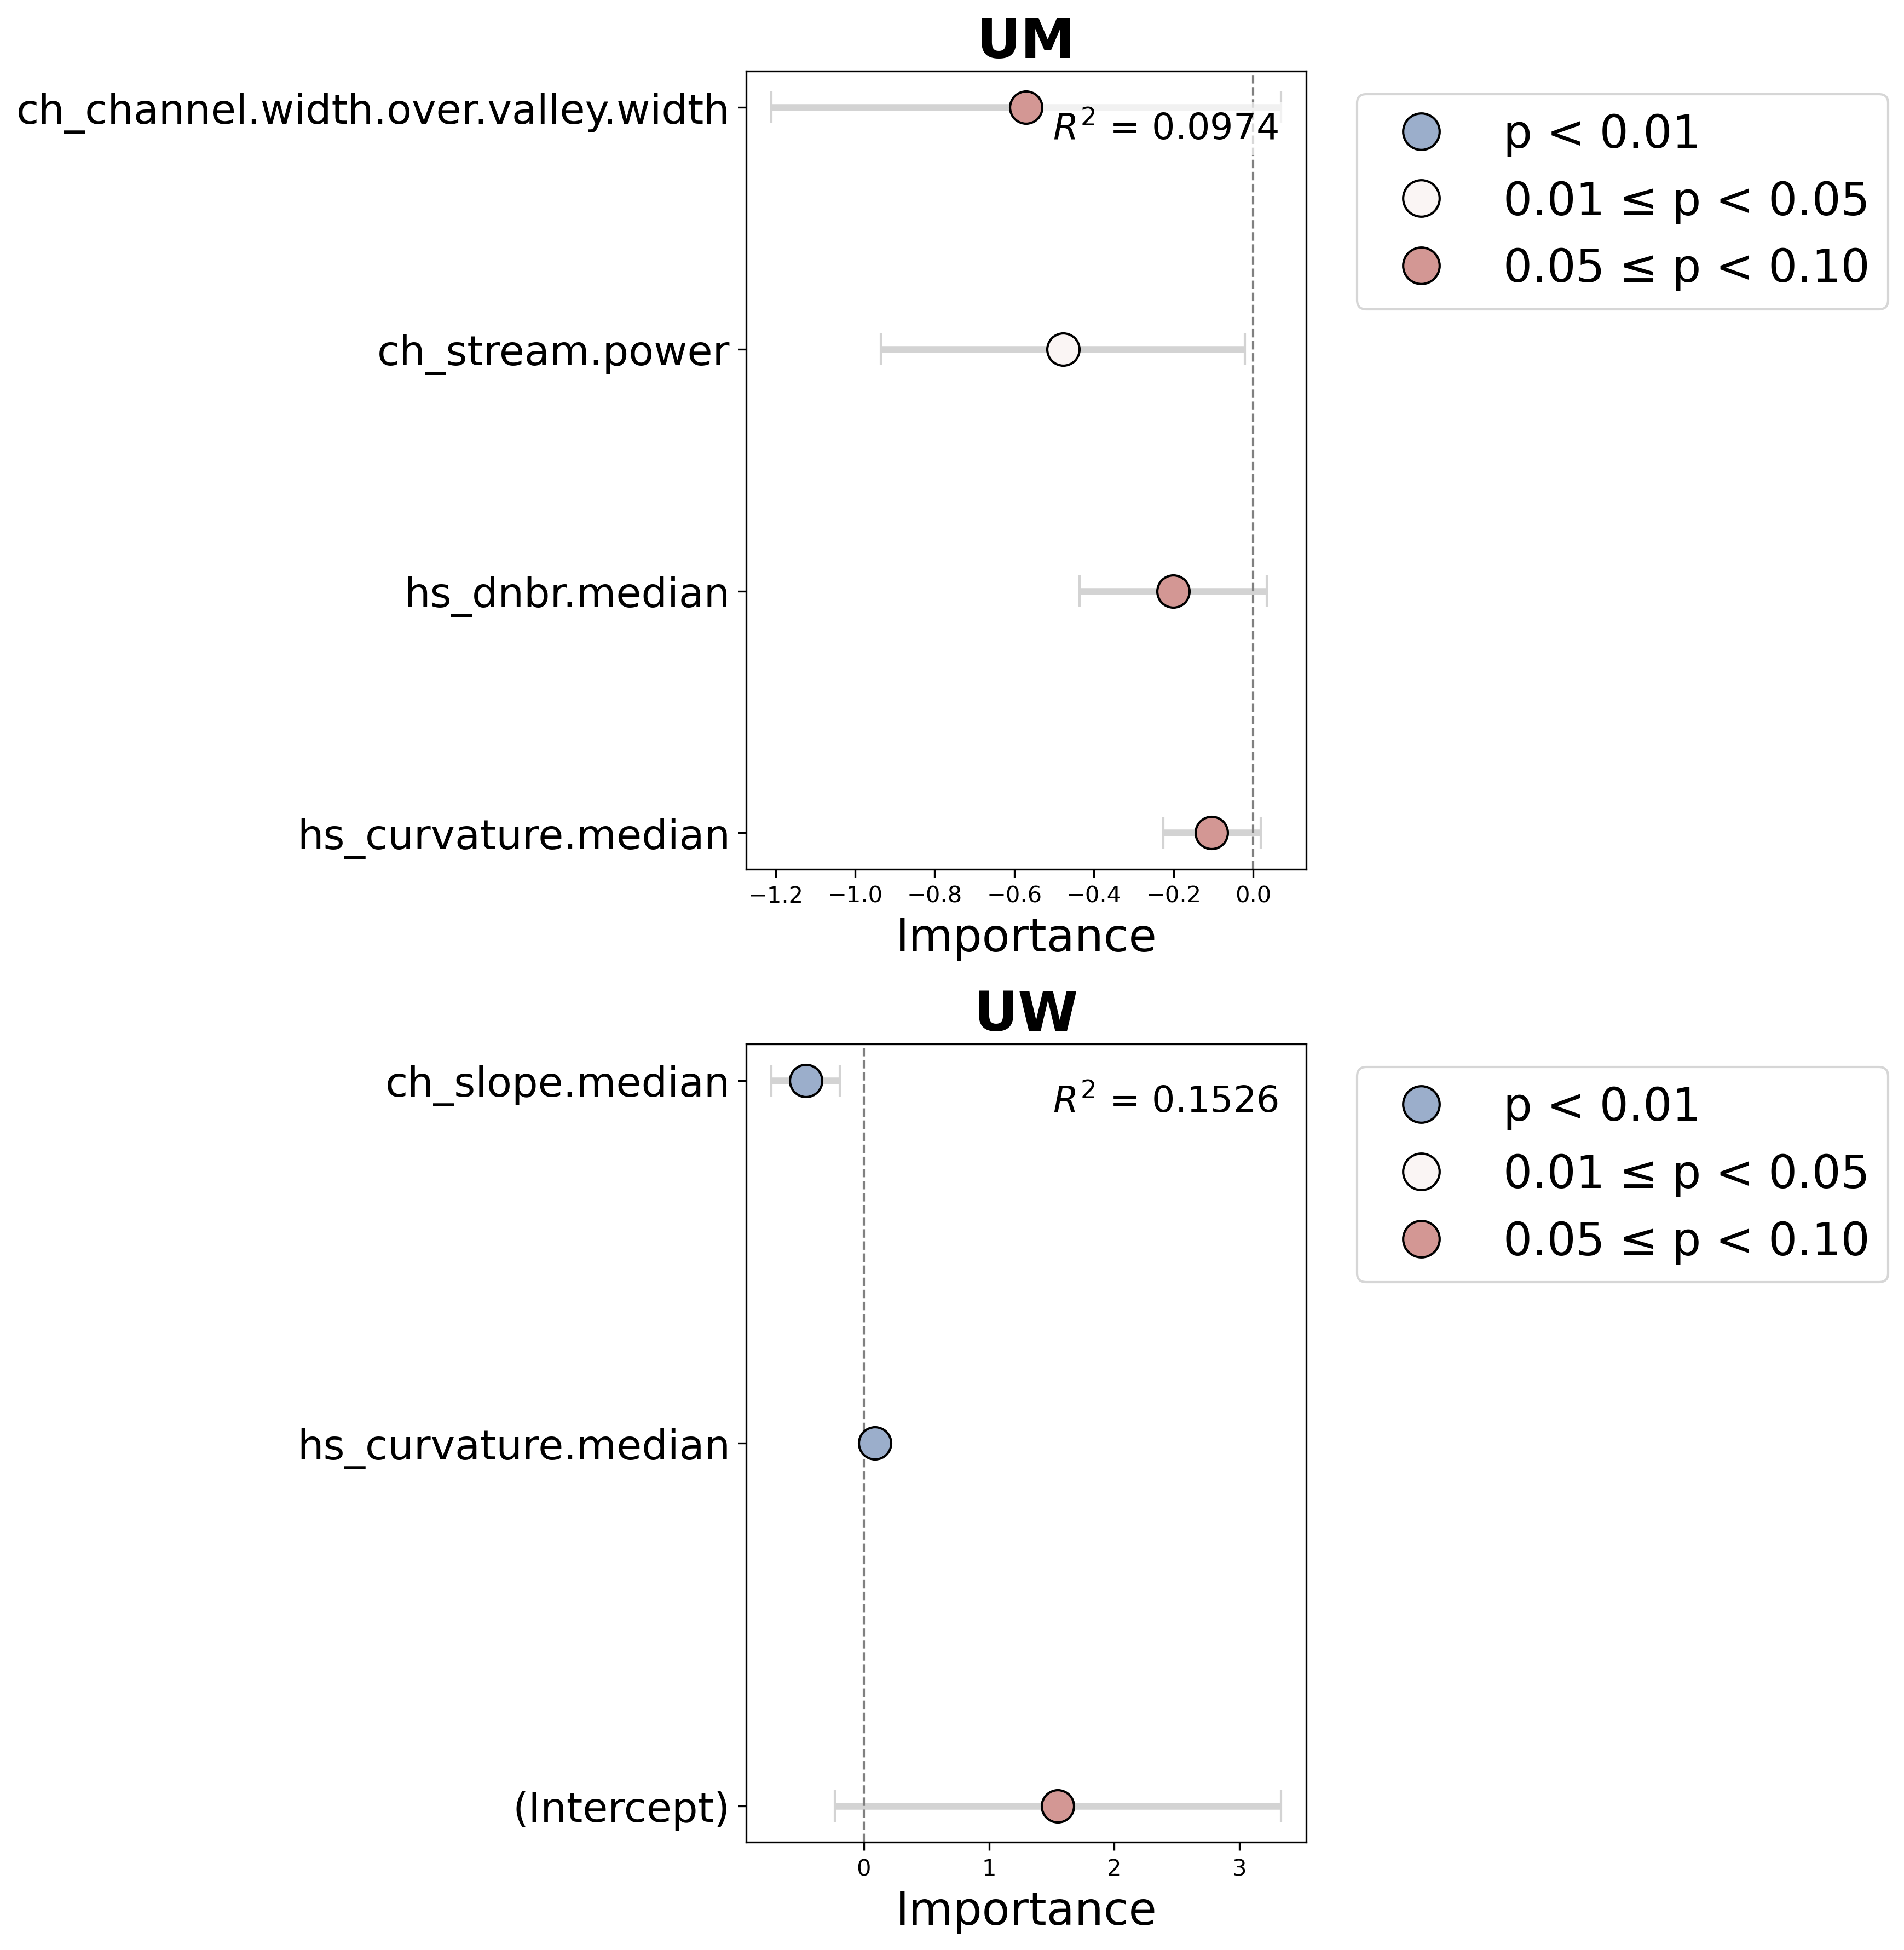 UM
ch_channel.width.over.valley.width
R² = 0.0974
p < 0.01
0.01 ≤ p < 0.05
0.05 ≤ p < 0.10
ch_stream.power
hs_dnbr.median
hs_curvature.median
−1.2 −1.0 −0.8 −0.6 −0.4 −0.2 0.0
Importance
UW
ch_slope.median
R² = 0.1526
p < 0.01
0.01 ≤ p < 0.05
0.05 ≤ p < 0.10
hs_curvature.median
(Intercept)
0 1 2 3
Importance